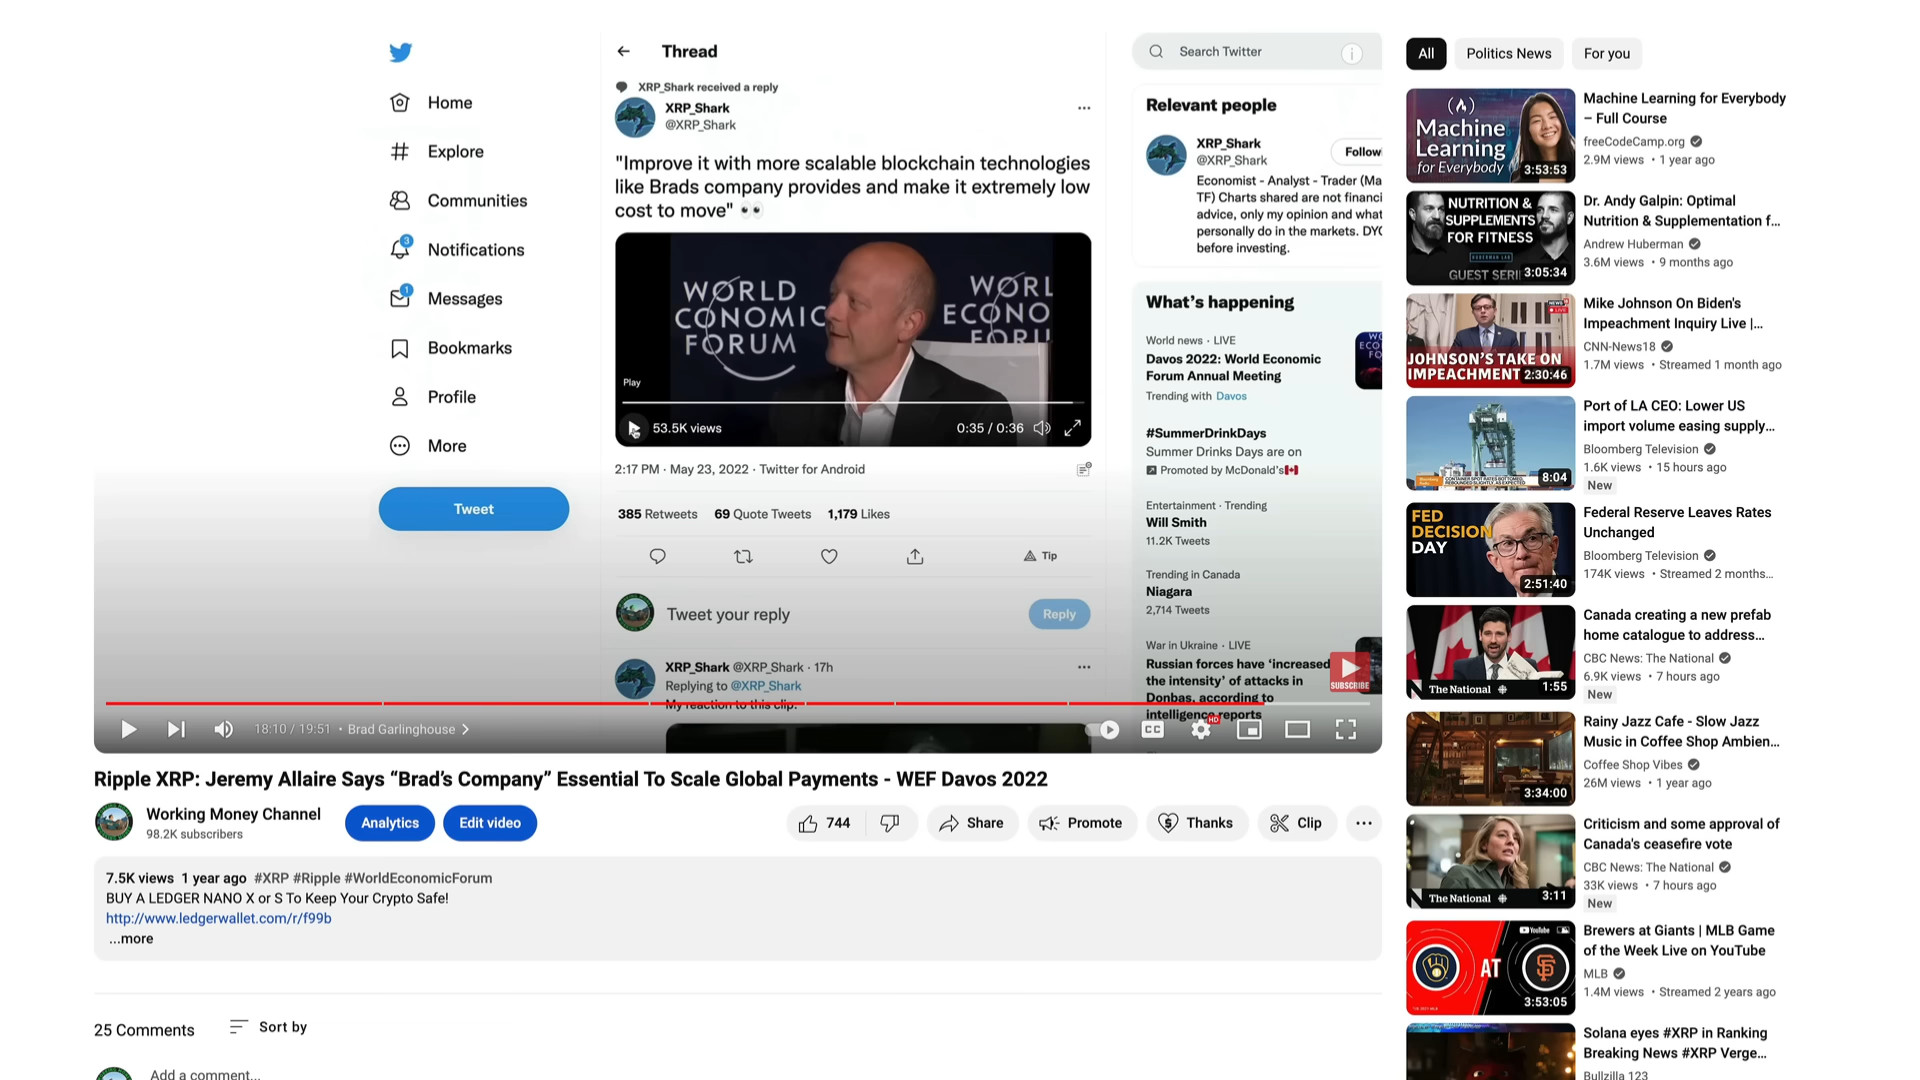 Thread
Search Twitter
All
Politics News
For you
Home
Explore
Communities
3
Notifications
1
Messages
Bookmarks
Profile
More
Tweet
XRP_Shark received a reply
XRP_Shark
@XRP_Shark
"Improve it with more scalable blockchain technologies
like Brads company provides and make it extremely low
cost to move" 👀
WORLD
ECONOMIC
FORUM
WORL
ECONO
FORU
Play
53.5K views
0:35 / 0:36
2:17 PM · May 23, 2022 · Twitter for Android
385 Retweets 69 Quote Tweets 1,179 Likes
Tip
Tweet your reply
Reply
XRP_Shark @XRP_Shark · 17h
Replying to @XRP_Shark
My reaction to this clip.
Relevant people
XRP_Shark
@XRP_Shark
Follow
Economist - Analyst - Trader (Ma
TF) Charts shared are not financi
advice, only my opinion and what
personally do in the markets. DYO
before investing.
What's happening
World news · LIVE
Davos 2022: World Economic
Forum Annual Meeting
Trending with Davos
#SummerDrinkDays
Summer Drinks Days are on
Promoted by McDonald's🇨🇦
Entertainment · Trending
Will Smith
11.2K Tweets
Trending in Canada
Niagara
2,714 Tweets
War in Ukraine · LIVE
Russian forces have 'increased
the intensity' of attacks in
Donbas, according to
intelligence reports
SUBSCRIBE
18:10 / 19:51 • Brad Garlinghouse
CC
HD
Ripple XRP: Jeremy Allaire Says “Brad’s Company” Essential To Scale Global Payments - WEF Davos 2022
Working Money Channel
98.2K subscribers
Analytics
Edit video
744
Share
Promote
Thanks
Clip
7.5K views 1 year ago #XRP #Ripple #WorldEconomicForum
BUY A LEDGER NANO X or S To Keep Your Crypto Safe!
http://www.ledgerwallet.com/r/f99b
...more
25 Comments
Sort by
Add a comment...
Machine
Learning
for Everybody
3:53:53
Machine Learning for Everybody
– Full Course
freeCodeCamp.org
2.9M views • 1 year ago
NUTRITION &
SUPPLEMENTS
FOR FITNESS
HUBERMAN LAB
GUEST SERI
3:05:34
Dr. Andy Galpin: Optimal
Nutrition & Supplementation f...
Andrew Huberman
3.6M views • 9 months ago
LIVE
JOHNSON'S TAKE ON
IMPEACHMENT
2:30:46
Mike Johnson On Biden's
Impeachment Inquiry Live |...
CNN-News18
1.7M views • Streamed 1 month ago
8:04
Port of LA CEO: Lower US
import volume easing supply...
Bloomberg Television
1.6K views • 15 hours ago
New
FED
DECISION
DAY
2:51:40
Federal Reserve Leaves Rates
Unchanged
Bloomberg Television
174K views • Streamed 2 months...
The National
1:55
Canada creating a new prefab
home catalogue to address...
CBC News: The National
6.9K views • 7 hours ago
New
3:34:00
Rainy Jazz Cafe - Slow Jazz
Music in Coffee Shop Ambien...
Coffee Shop Vibes
26M views • 1 year ago
The National
3:11
Criticism and some approval of
Canada's ceasefire vote
CBC News: The National
33K views • 7 hours ago
New
YouTube
AT
SF
3:53:05
Brewers at Giants | MLB Game
of the Week Live on YouTube
MLB
1.4M views • Streamed 2 years ago
Solana eyes #XRP in Ranking
Breaking News #XRP Verge...
Bullzilla 123